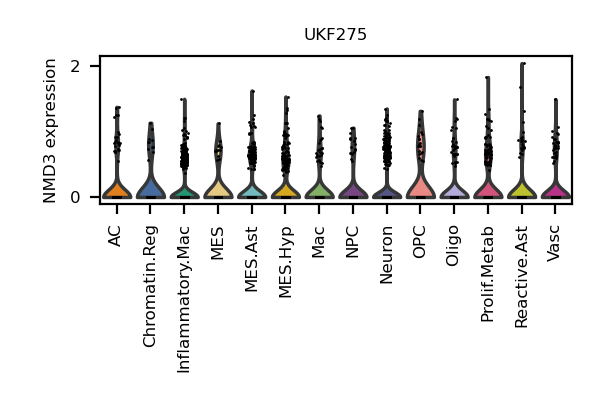 UKF275
NMD3 expression
2
0
AC
Chromatin.Reg
Inflammatory.Mac
MES
MES.Ast
MES.Hyp
Mac
NPC
Neuron
OPC
Oligo
Prolif.Metab
Reactive.Ast
Vasc